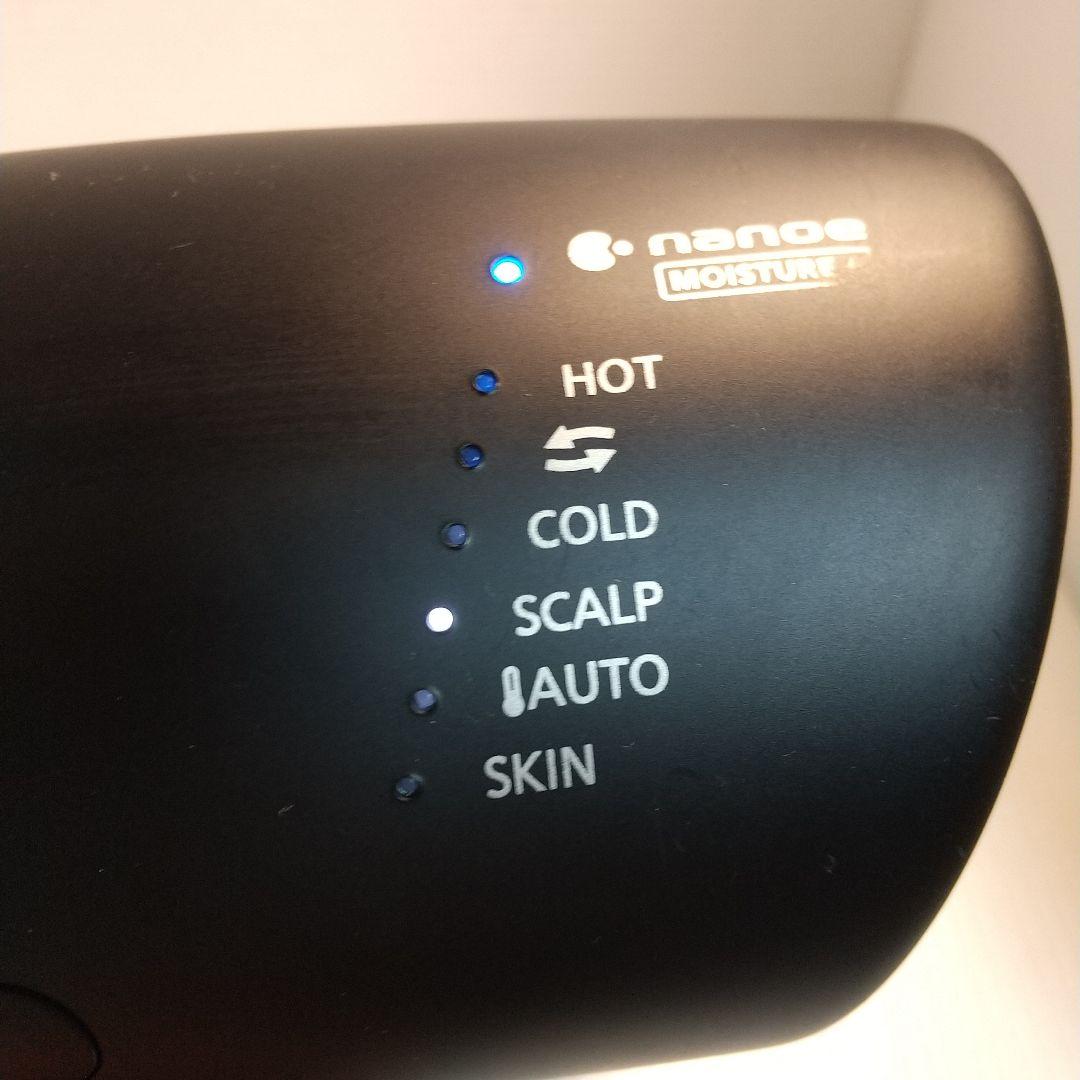 nanoe
MOISTURE+
HOT
COLD
SCALP
AUTO
SKIN